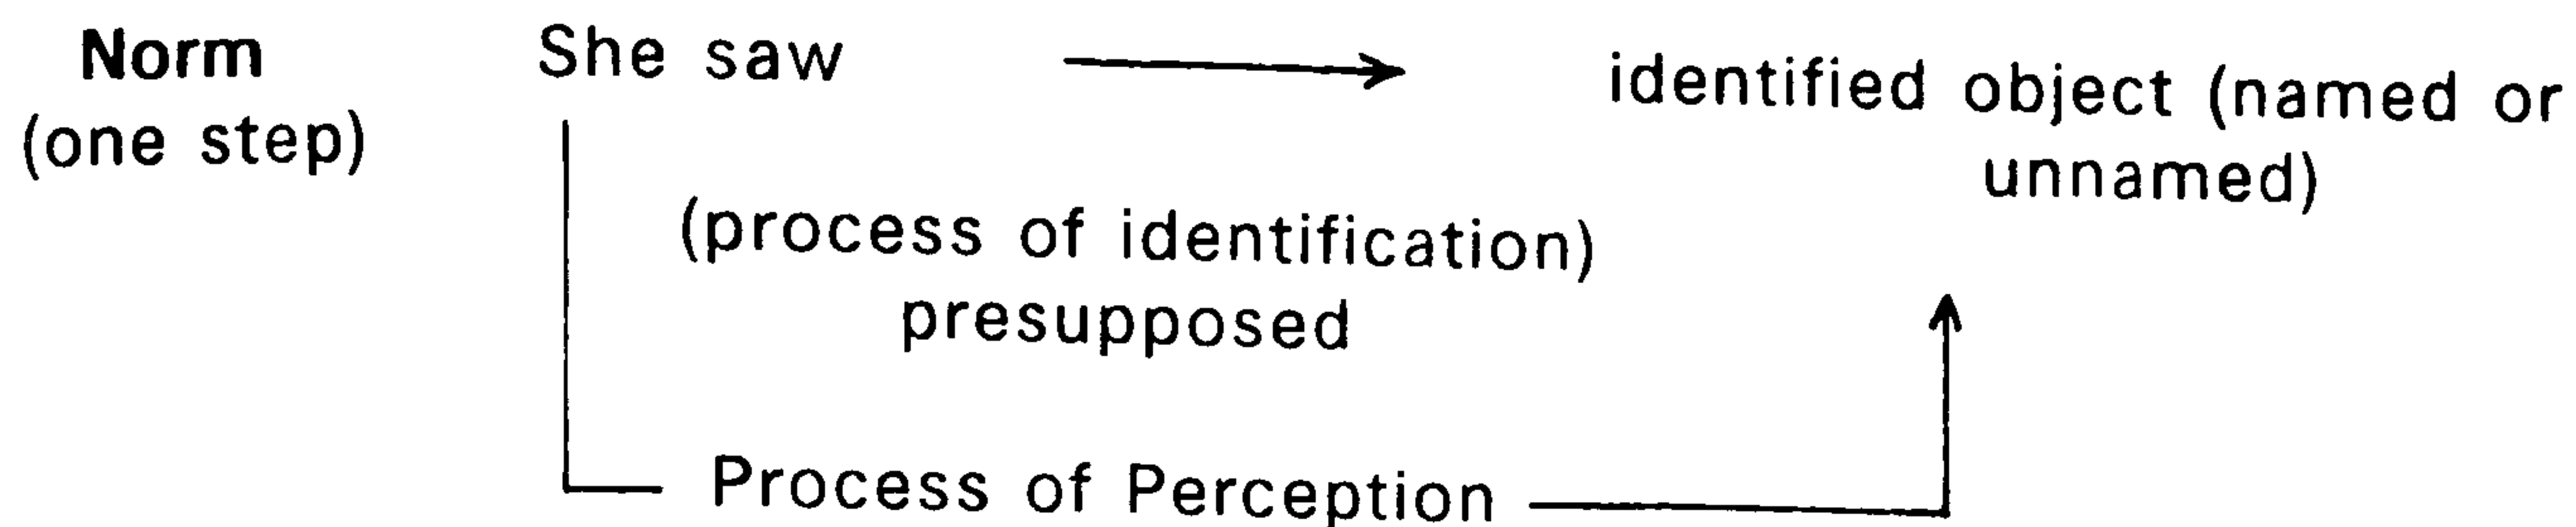 Norm
(one step)
She saw
identified object (named or
unnamed)
(process of identification)
presupposed
Process of Perception